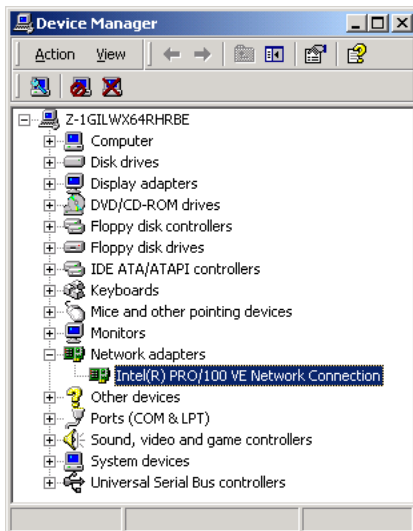 Device Manager
Action View
Z-1GILWX64RHRBE
Computer
Disk drives
Display adapters
DVD/CD-ROM drives
Floppy disk controllers
Floppy disk drives
IDE ATA/ATAPI controllers
Keyboards
Mice and other pointing devices
Monitors
Network adapters
Intel(R) PRO/100 VE Network Connection
Other devices
Ports (COM & LPT)
Sound, video and game controllers
System devices
Universal Serial Bus controllers